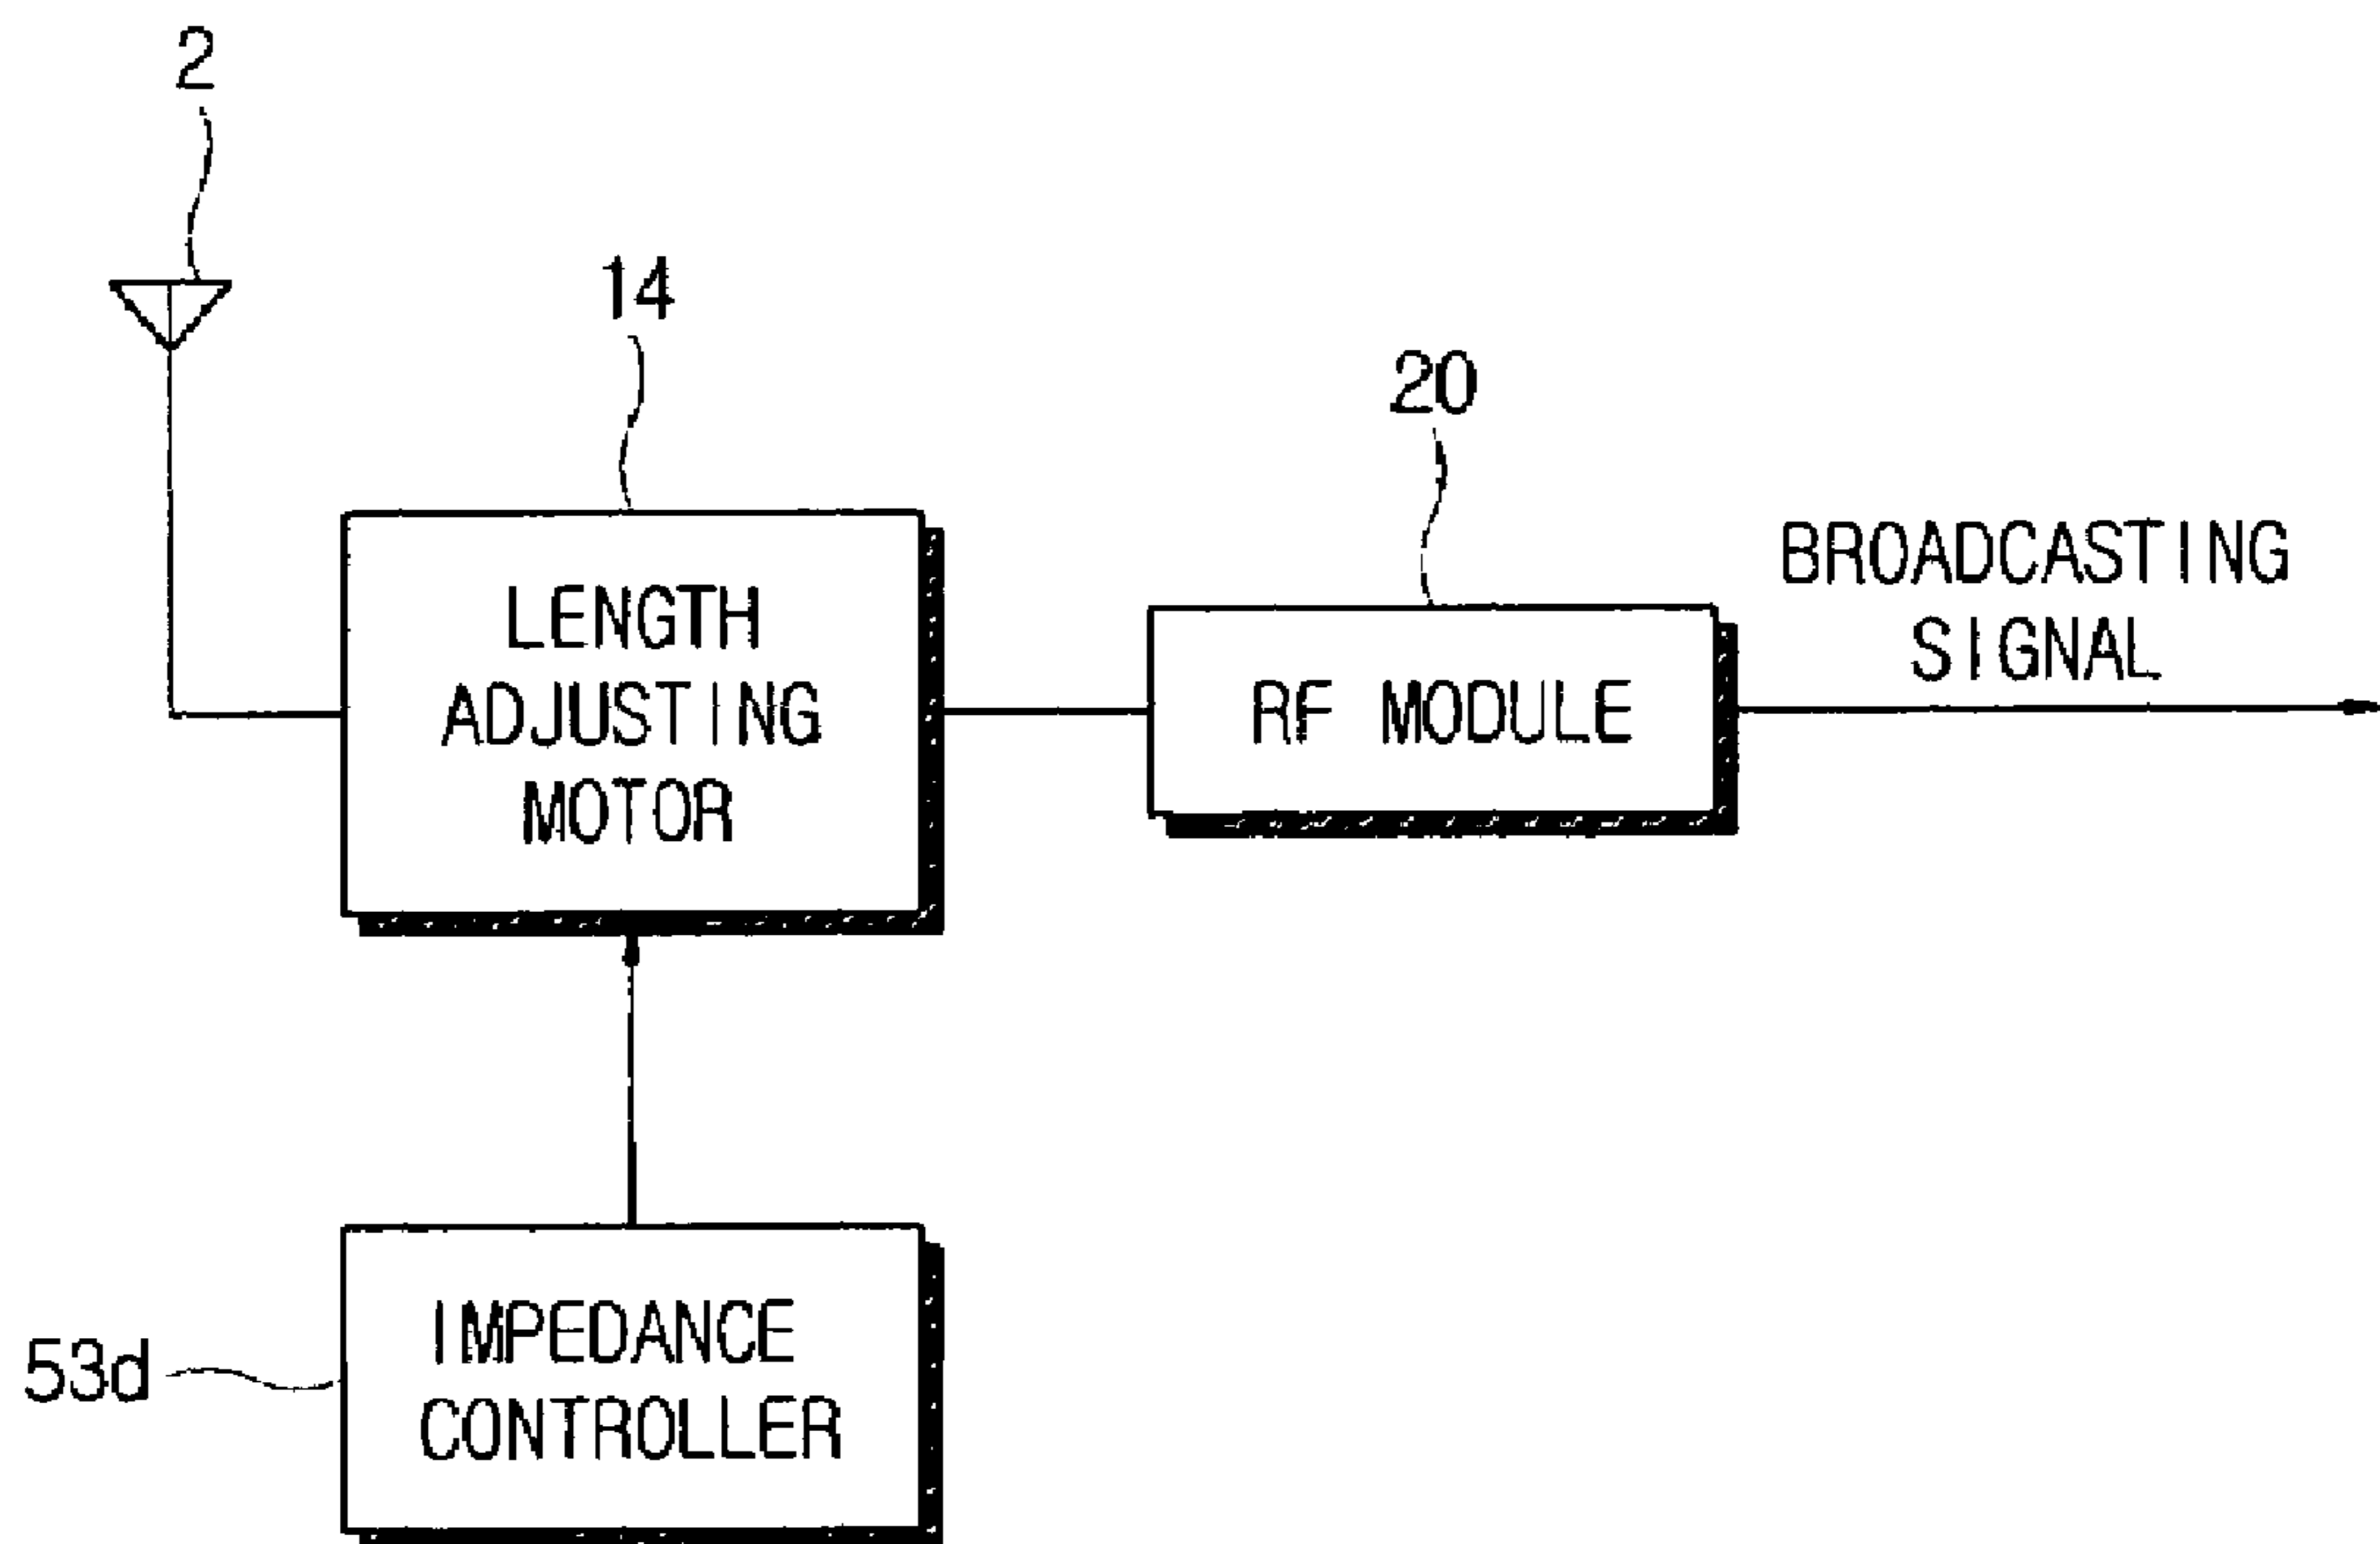 2
14
20
BROADCASTING
SIGNAL
LENGTH
ADJUSTING
MOTOR
RF MODULE
53d
IMPEDANCE
CONTROLLER